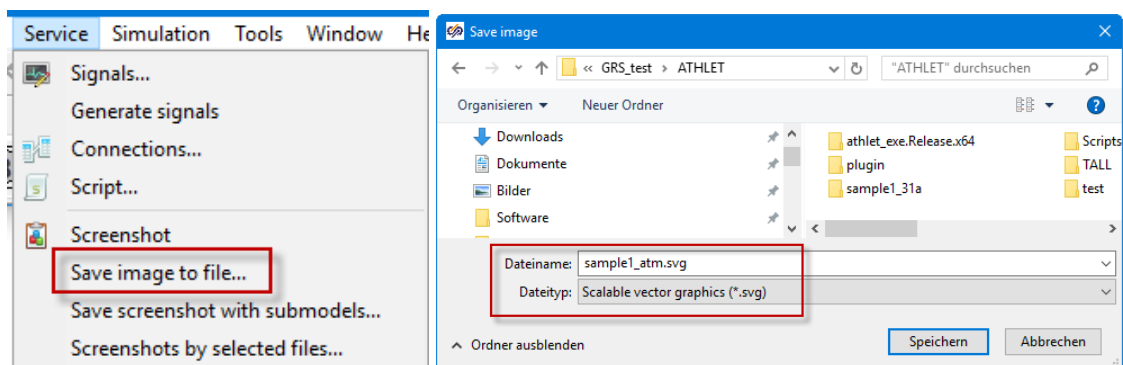 Service Simulation Tools Window He
Signals...
Generate signals
Connections...
Script...
Screenshot
Save image to file...
Save screenshot with submodels...
Screenshots by selected files...
Save image
« GRS_test › ATHLET
"ATHLET" durchsuchen
Organisieren Neuer Ordner
Downloads
Dokumente
Bilder
Software
athlet_exe.Release.x64
plugin
sample1_31a
Scripts
TALL
test
Dateiname: sample1_atm.svg
Dateityp: Scalable vector graphics (*.svg)
Ordner ausblenden
Speichern Abbrechen